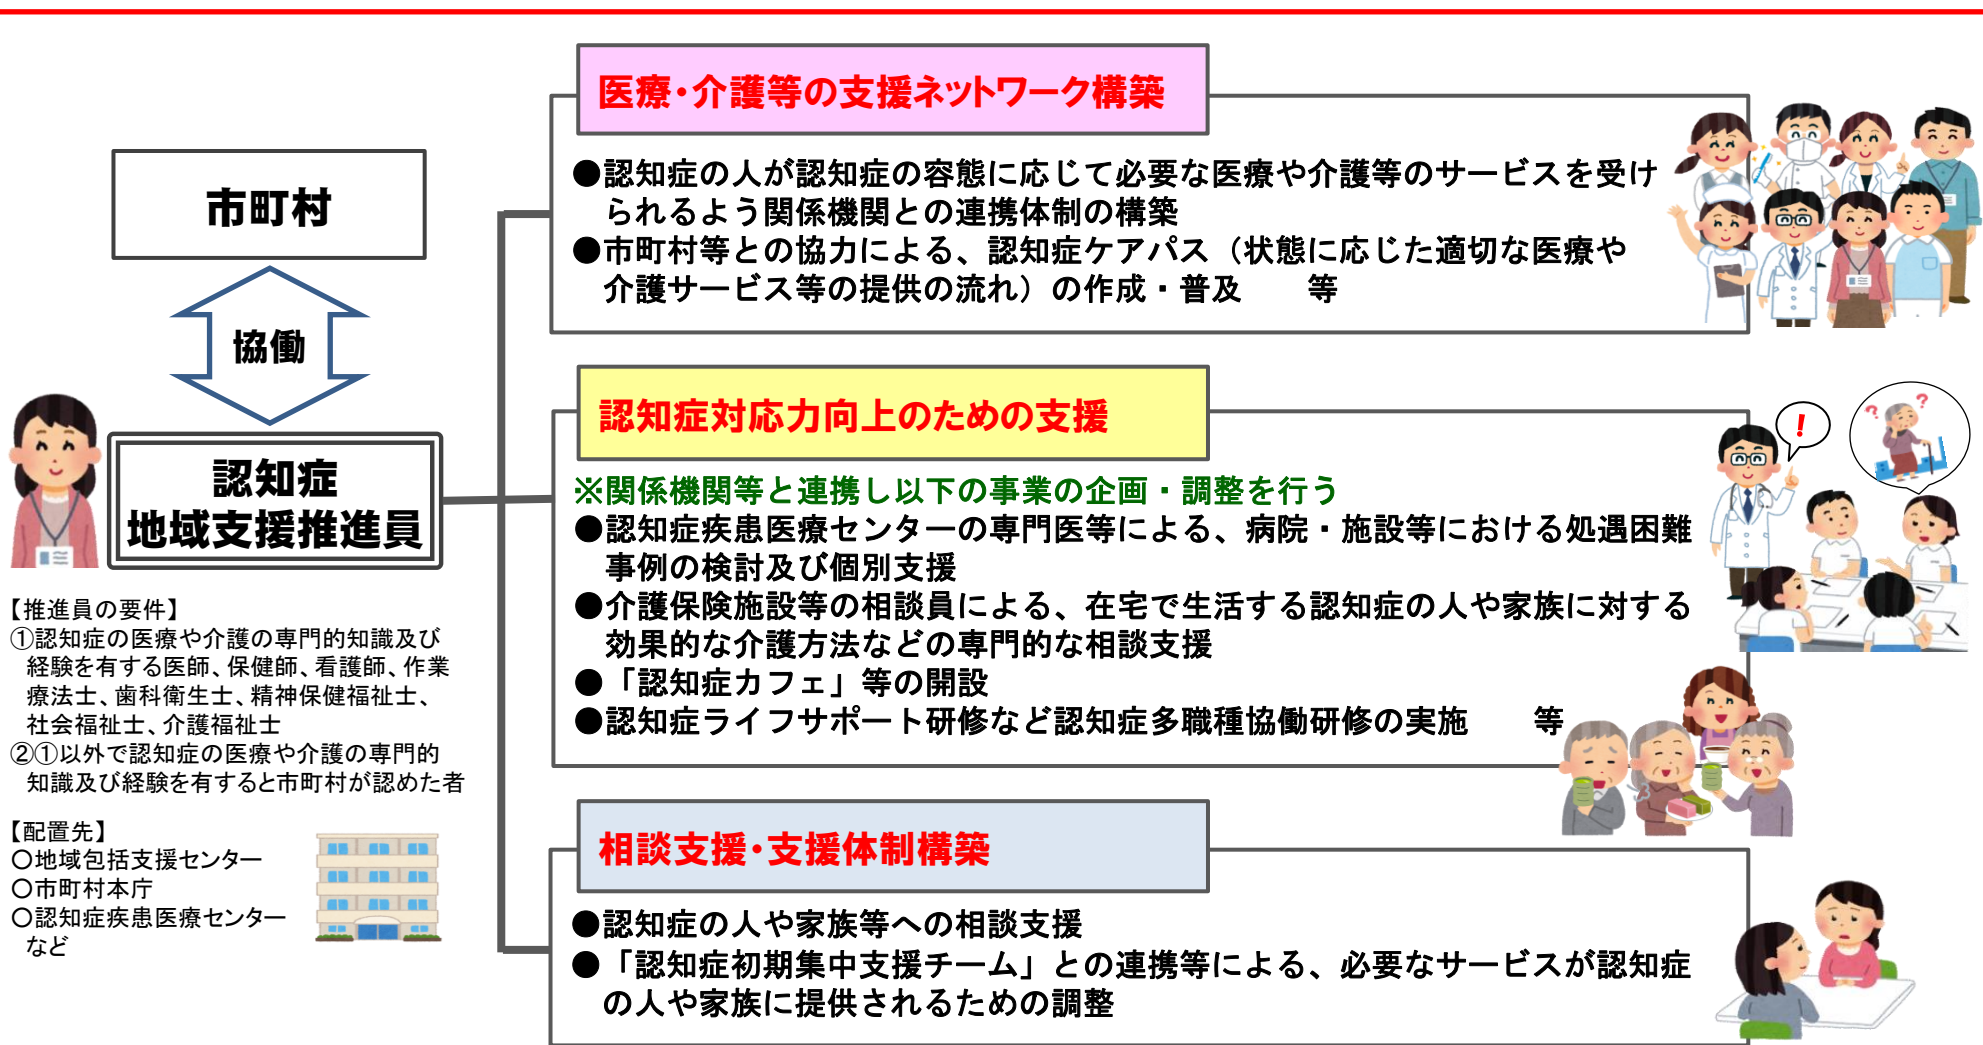 市町村
協働
認知症
地域支援推進員
【推進員の要件】
①認知症の医療や介護の専門的知識及び
経験を有する医師、保健師、看護師、作業
療法士、歯科衛生士、精神保健福祉士、
社会福祉士、介護福祉士
②①以外で認知症の医療や介護の専門的
知識及び経験を有すると市町村が認めた者
【配置先】
○地域包括支援センター
○市町村本庁
○認知症疾患医療センター
など
医療・介護等の支援ネットワーク構築
●認知症の人が認知症の容態に応じて必要な医療や介護等のサービスを受け
られるよう関係機関との連携体制の構築
●市町村等との協力による、認知症ケアパス（状態に応じた適切な医療や
介護サービス等の提供の流れ）の作成・普及　　等
認知症対応力向上のための支援
※関係機関等と連携し以下の事業の企画・調整を行う
●認知症疾患医療センターの専門医等による、病院・施設等における処遇困難
事例の検討及び個別支援
●介護保険施設等の相談員による、在宅で生活する認知症の人や家族に対する
効果的な介護方法などの専門的な相談支援
●「認知症カフェ」等の開設
●認知症ライフサポート研修など認知症多職種協働研修の実施　　等
!
? ?
相談支援・支援体制構築
●認知症の人や家族等への相談支援
●「認知症初期集中支援チーム」との連携等による、必要なサービスが認知症
の人や家族に提供されるための調整